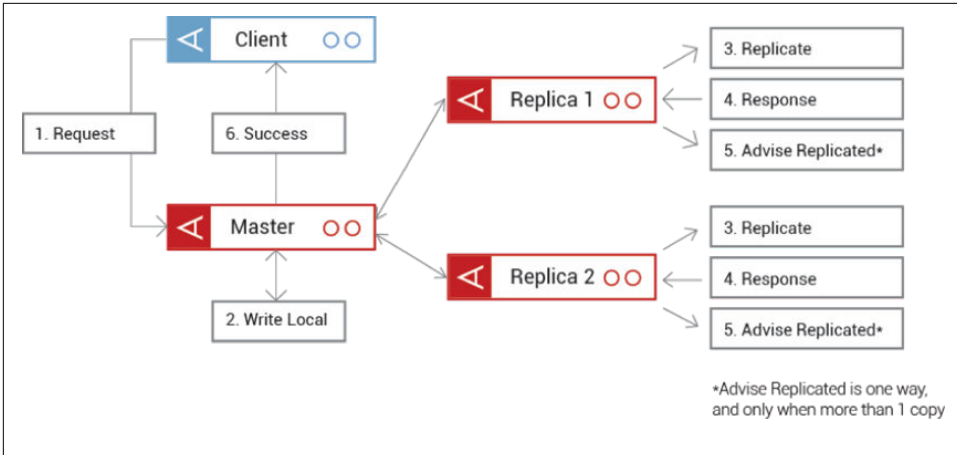 Client
1. Request
6. Success
Master
2. Write Local
Replica 1
3. Replicate
4. Response
5. Advise Replicated*
Replica 2
3. Replicate
4. Response
5. Advise Replicated*
*Advise Replicated is one way,
and only when more than 1 copy